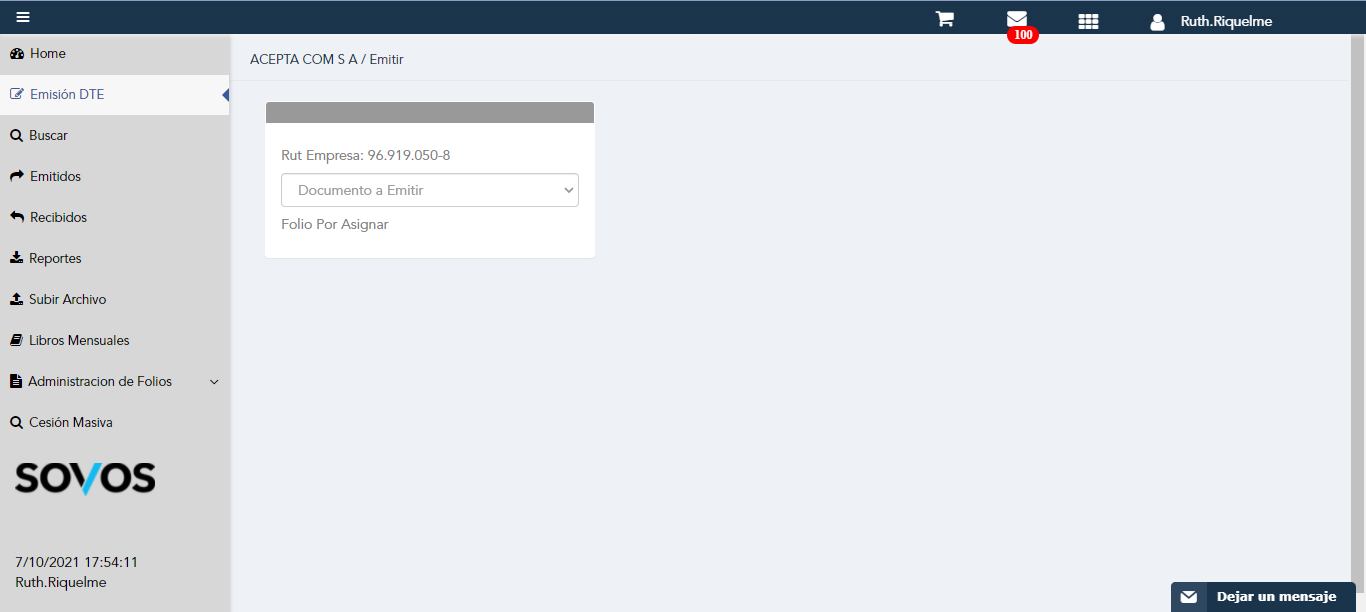 Ruth.Riquelme
100
Home
ACEPTA COM S A / Emitir
Emisión DTE
Buscar
Emitidos
Recibidos
Reportes
Subir Archivo
Libros Mensuales
Administracion de Folios
Cesión Masiva
Rut Empresa: 96.919.050-8
Documento a Emitir
Folio Por Asignar
SOVOS
7/10/2021 17:54:11
Ruth.Riquelme
Dejar un mensaje